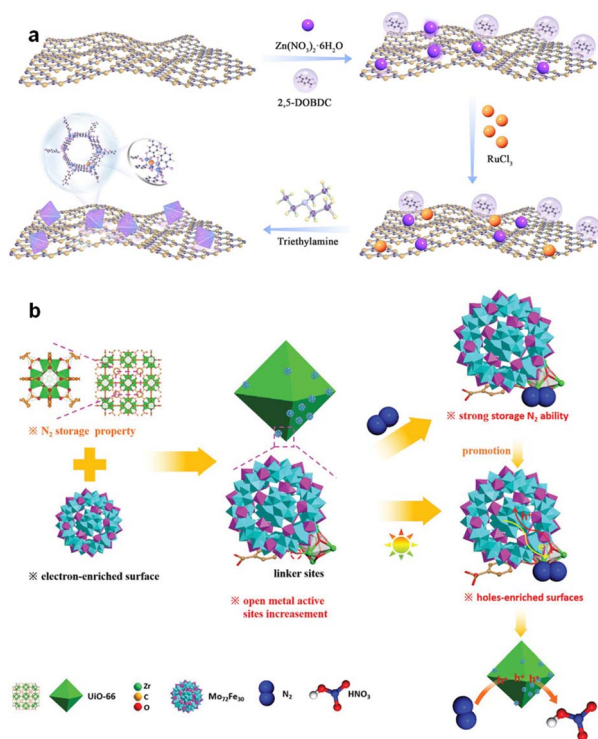 a
Zn(NO3)2·6H2O
2,5-DOBDC
RuCl3
Triethylamine
b
※ N2 storage property
※ electron-enriched surface
linker sites
※ open metal active
sites increasement
※ strong storage N2 ability
promotion
h+
※ holes-enriched surfaces
h+ h+ h+
Zr
C
O
UiO-66
Mo72Fe30
N2
HNO3